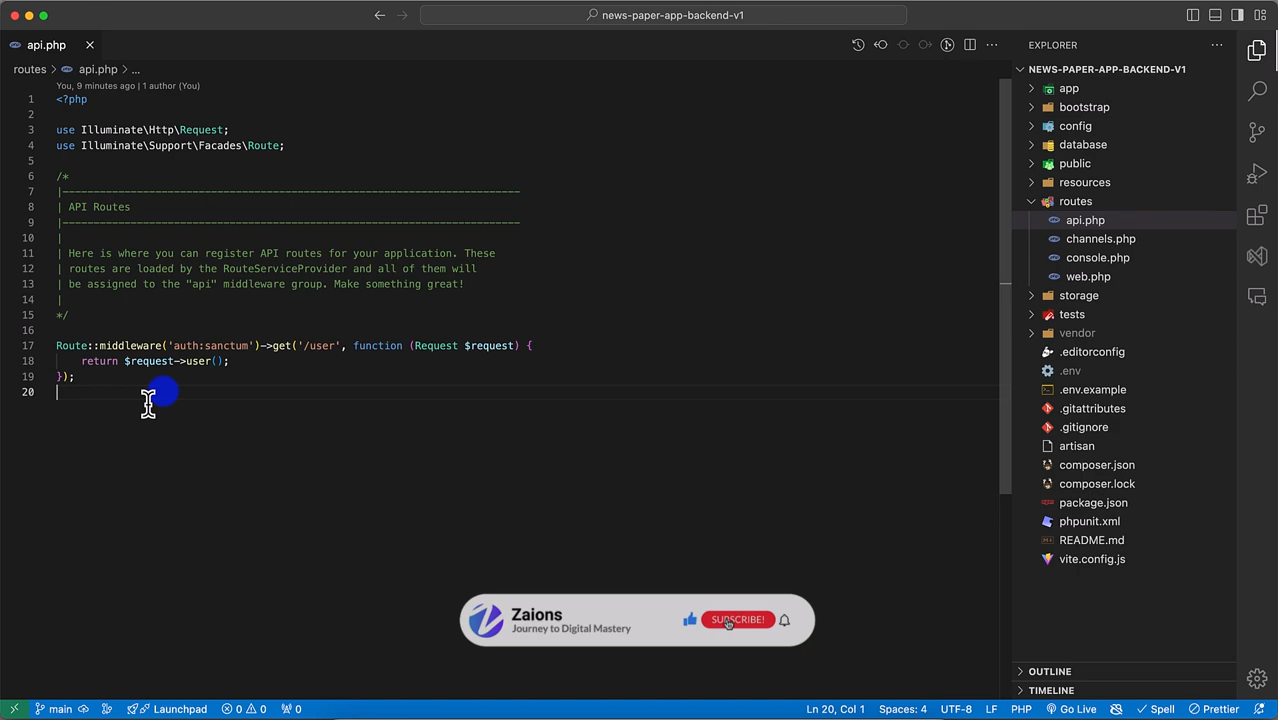 news-paper-app-backend-v1
api.php
EXPLORER
routes > api.php > ...
NEWS-PAPER-APP-BACKEND-V1
You, 9 minutes ago | 1 author (You)
1 <?php
2
3 use Illuminate\Http\Request;
4 use Illuminate\Support\Facades\Route;
5
6 /*
7 |--------------------------------------------------------------------------
8 | API Routes
9 |--------------------------------------------------------------------------
10 |
11 | Here is where you can register API routes for your application. These
12 | routes are loaded by the RouteServiceProvider and all of them will
13 | be assigned to the "api" middleware group. Make something great!
14 |
15 */
16
17 Route::middleware('auth:sanctum')->get('/user', function (Request $request) {
18 return $request->user();
19 });
20
app
bootstrap
config
database
public
resources
routes
api.php
channels.php
console.php
web.php
storage
tests
vendor
.editorconfig
.env
.env.example
.gitattributes
.gitignore
artisan
composer.json
composer.lock
package.json
phpunit.xml
README.md
vite.config.js
Zaions
Journey to Digital Mastery
SUBSCRIBE!
OUTLINE
TIMELINE
main Launchpad 0 0 0 Ln 20, Col 1 Spaces: 4 UTF-8 LF PHP Go Live Spell Prettier